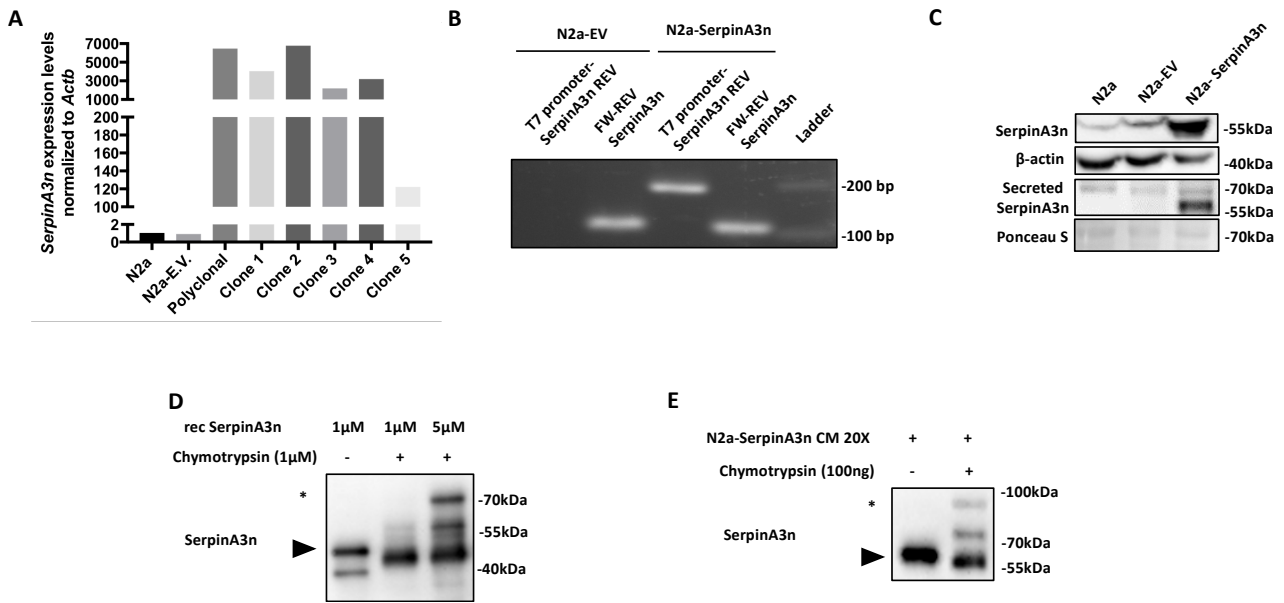 A
SerpinA3n expression levels
normalized to Actb
7000
5000
3000
1000
200
180
160
140
120
100
2
0
N2a
N2a-E.V.
Polyclonal
Clone 1
Clone 2
Clone 3
Clone 4
Clone 5
B
N2a-EV
N2a-SerpinA3n
T7 promoter-
SerpinA3n REV
FW-REV
SerpinA3n
T7 promoter-
SerpinA3n REV
FW-REV
SerpinA3n
Ladder
-200 bp
-100 bp
C
N2a
N2a-EV
N2a- SerpinA3n
SerpinA3n
-55kDa
β-actin
-40kDa
Secreted
SerpinA3n
-70kDa
-55kDa
Ponceau S
-70kDa
D
rec SerpinA3n 1μM 1μM 5μM
Chymotrypsin (1μM) - + +
*
-70kDa
-55kDa
SerpinA3n
-40kDa
E
N2a-SerpinA3n CM 20X + +
Chymotrypsin (100ng) - +
-100kDa
*
SerpinA3n
-70kDa
-55kDa